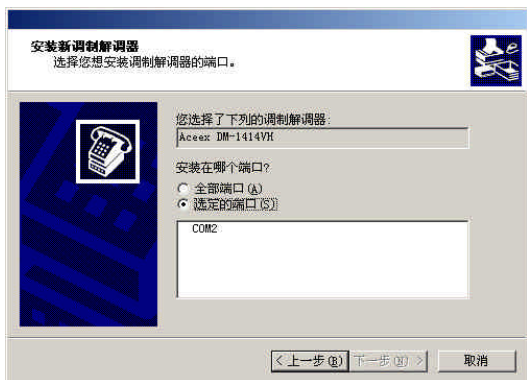 安装新调制解调器
选择您想安装调制解调器的端口。
您选择了下列的调制解调器:
Aceex DM-1414VH
安装在哪个端口?
全部端口(A)
选定的端口(S)
COM2
<上一步(B) 下一步(N)> 取消